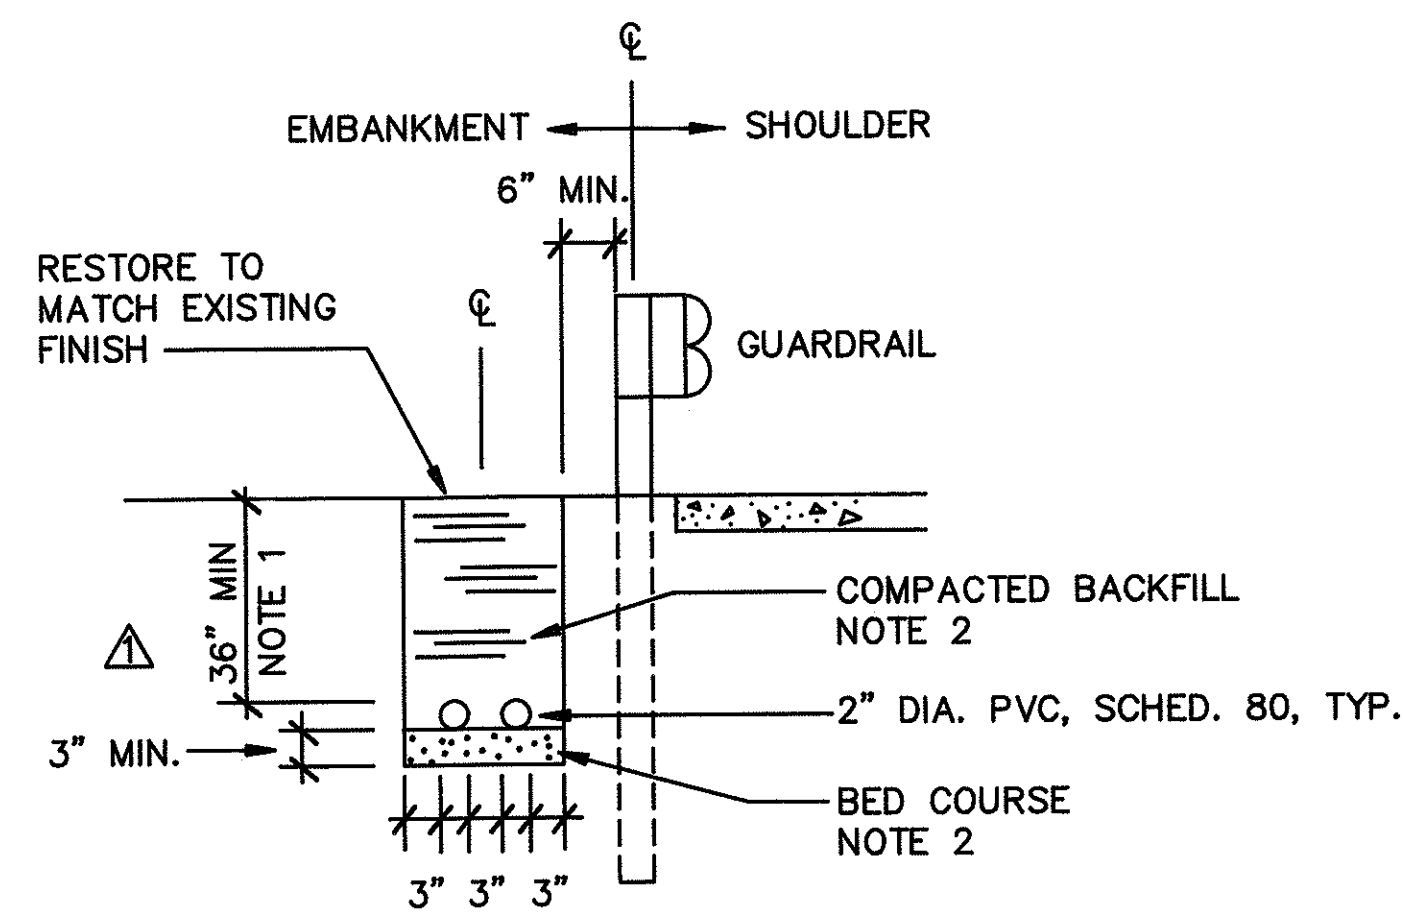 ℄
EMBANKMENT
SHOULDER
6" MIN.
RESTORE TO
MATCH EXISTING
FINISH
℄
GUARDRAIL
36" MIN
NOTE 1
COMPACTED BACKFILL
NOTE 2
1
2" DIA. PVC, SCHED. 80, TYP.
3" MIN.
BED COURSE
NOTE 2
3" 3" 3"